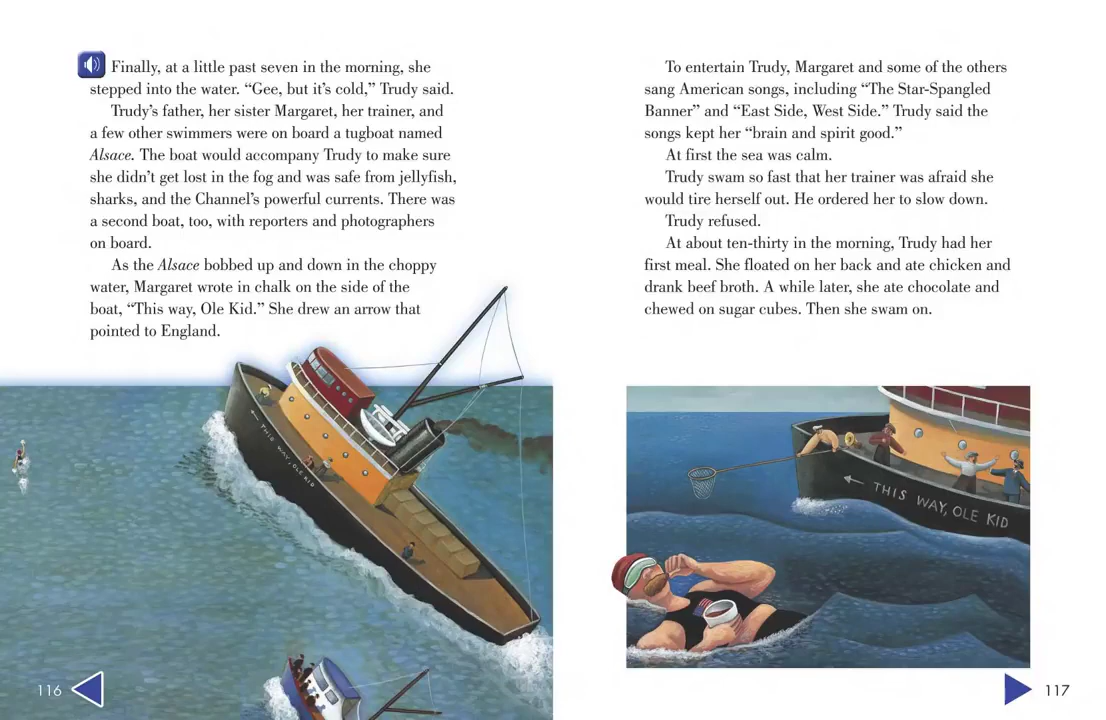 Finally, at a little past seven in the morning, she
stepped into the water. “Gee, but it’s cold,” Trudy said.
Trudy’s father, her sister Margaret, her trainer, and
a few other swimmers were on board a tugboat named
Alsace. The boat would accompany Trudy to make sure
she didn’t get lost in the fog and was safe from jellyfish,
sharks, and the Channel’s powerful currents. There was
a second boat, too, with reporters and photographers
on board.
As the Alsace bobbed up and down in the choppy
water, Margaret wrote in chalk on the side of the
boat, “This way, Ole Kid.” She drew an arrow that
pointed to England.
THIS WAY, OLE KID
116
To entertain Trudy, Margaret and some of the others
sang American songs, including “The Star-Spangled
Banner” and “East Side, West Side.” Trudy said the
songs kept her “brain and spirit good.”
At first the sea was calm.
Trudy swam so fast that her trainer was afraid she
would tire herself out. He ordered her to slow down.
Trudy refused.
At about ten-thirty in the morning, Trudy had her
first meal. She floated on her back and ate chicken and
drank beef broth. A while later, she ate chocolate and
chewed on sugar cubes. Then she swam on.
THIS WAY, OLE KID
117